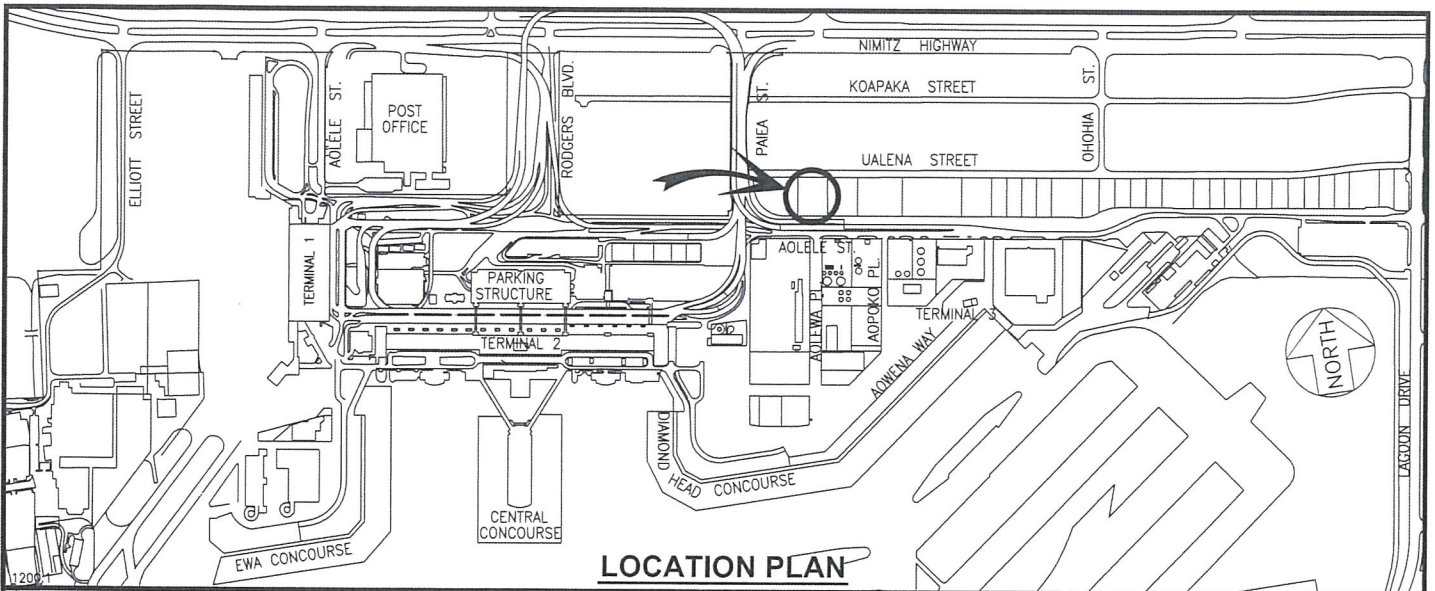 NIMITZ HIGHWAY
KOAPAKA STREET
UALENA STREET
ELLIOTT STREET
AOLELE ST.
POST
OFFICE
RODGERS BLVD.
PAIEA ST.
OHOHIA ST.
TERMINAL 1
PARKING
STRUCTURE
TERMINAL 2
AOLELE ST.
AOLEWA PL.
AOPOKO PL.
TERMINAL 3
AOWENA WAY
NORTH
LAGOON DRIVE
DIAMOND
HEAD CONCOURSE
CENTRAL
CONCOURSE
EWA CONCOURSE
LOCATION PLAN